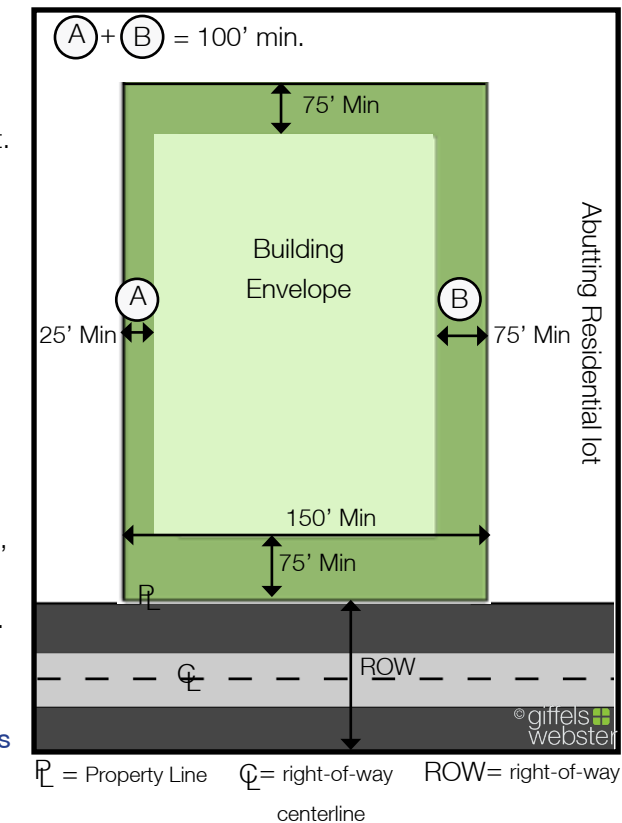 A + B = 100’ min.
75’ Min
t.
Building
Envelope
A
B
25’ Min
75’ Min
Abutting Residential lot
150’ Min
,
75’ Min
PL
.
ROW
CL
© giffels
webster
s
PL = Property Line CL = right-of-way ROW= right-of-way
centerline